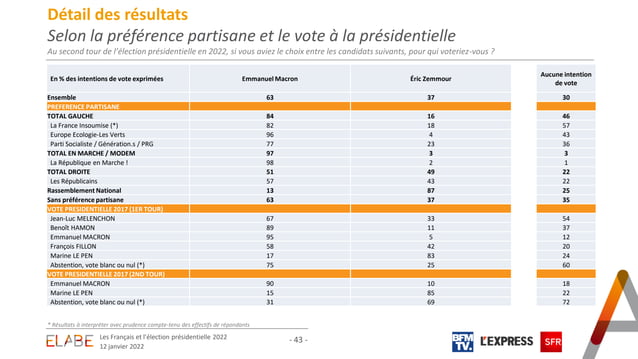 Détail des résultats
Selon la préférence partisane et le vote à la présidentielle
Au second tour de l'élection présidentielle en 2022, si vous aviez le choix entre les candidats suivants, pour qui voteriez-vous ?
En % des intentions de vote exprimées Emmanuel Macron Éric Zemmour Aucune intention de vote
Ensemble 63 37 30
PREFERENCE PARTISANE
TOTAL GAUCHE 84 16 46
La France Insoumise (*) 82 18 57
Europe Ecologie-Les Verts 96 4 43
Parti Socialiste / Génération.s / PRG 77 23 36
TOTAL EN MARCHE / MODEM 97 3 3
La République en Marche ! 98 2 1
TOTAL DROITE 51 49 22
Les Républicains 57 43 22
Rassemblement National 13 87 25
Sans préférence partisane 63 37 35
VOTE PRESIDENTIELLE 2017 (1ER TOUR)
Jean-Luc MELENCHON 67 33 54
Benoît HAMON 89 11 37
Emmanuel MACRON 95 5 12
François FILLON 58 42 20
Marine LE PEN 17 83 24
Abstention, vote blanc ou nul (*) 75 25 60
VOTE PRESIDENTIELLE 2017 (2ND TOUR)
Emmanuel MACRON 90 10 18
Marine LE PEN 15 85 22
Abstention, vote blanc ou nul (*) 31 69 72
* Résultats à interpréter avec prudence compte-tenu des effectifs de répondants
ELABE
Les Français et l'élection présidentielle 2022
12 janvier 2022
- 43 -
BFM TV.
L'EXPRESS
SFR